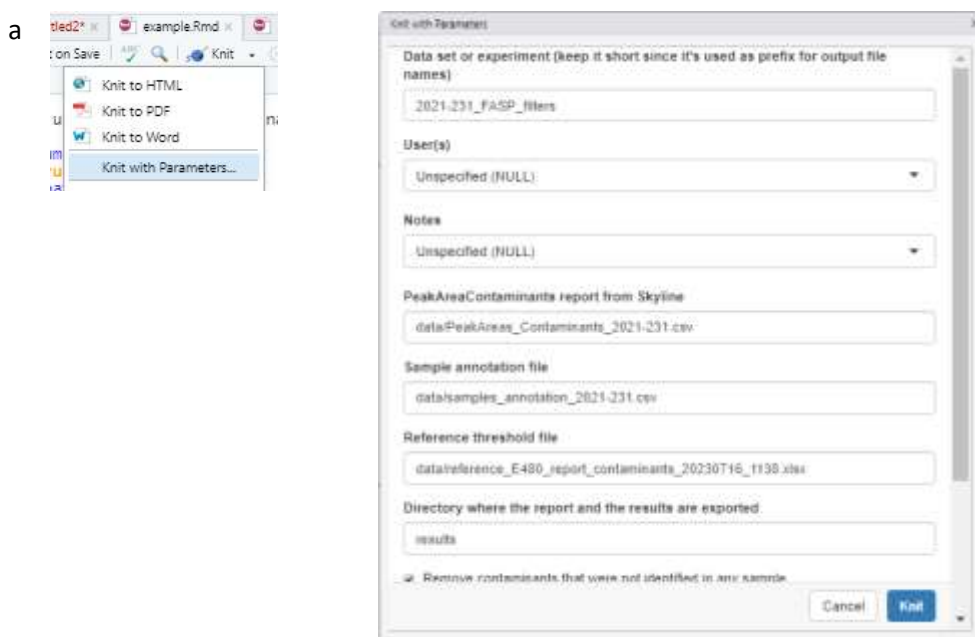 a
tled2*
example.Rmd
on Save
Knit
Knit to HTML
Knit to PDF
Knit to Word
Knit with Parameters...
Knit with Parameters
Data set or experiment (keep it short since it's used as prefix for output file
names)
2021-231_FASP_filters
User(s)
Unspecified (NULL)
Notes
Unspecified (NULL)
PeakAreaContaminants report from Skyline
data/PeakAreas_Contaminants_2021-231.csv
Sample annotation file
data/samples_annotation_2021-231.csv
Reference threshold file
data/reference_E480_report_contaminants_20230716_1138.xlsx
Directory where the report and the results are exported
results
Remove contaminants that were not identified in any sample
Cancel
Knit